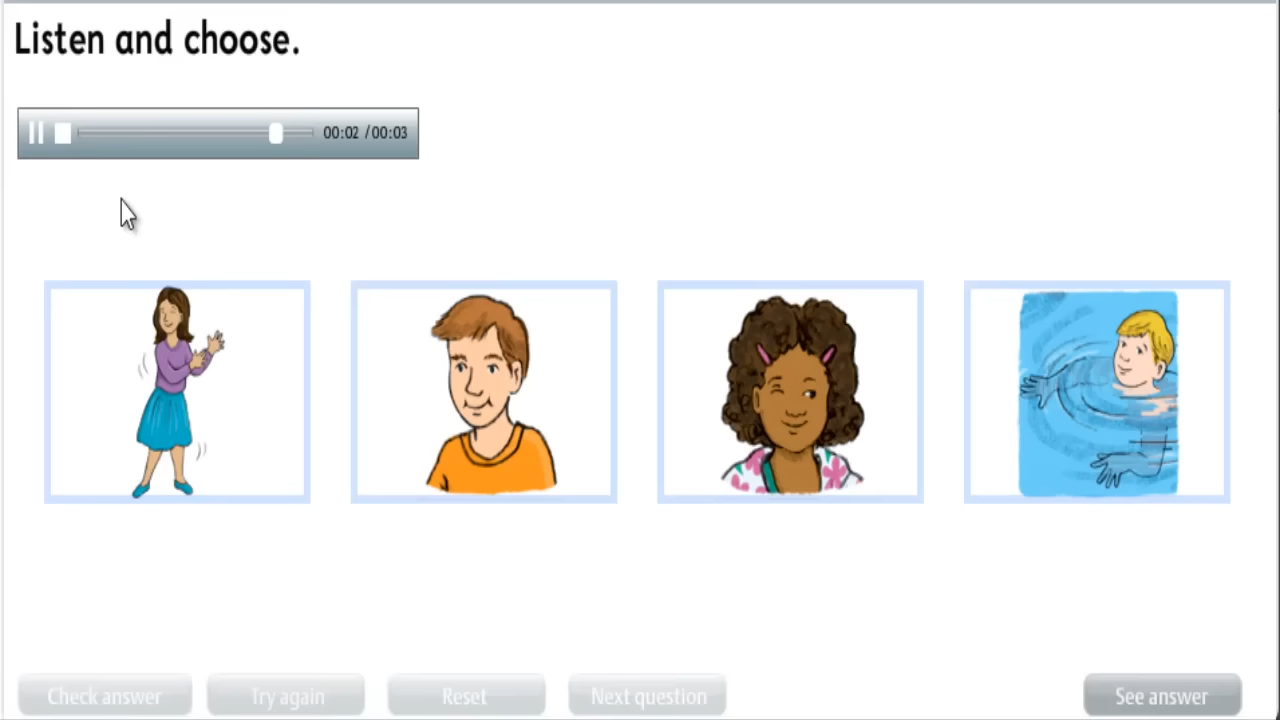 Listen and choose.
00:02 /00:03
Check answer
Try again
Reset
Next question
See answer